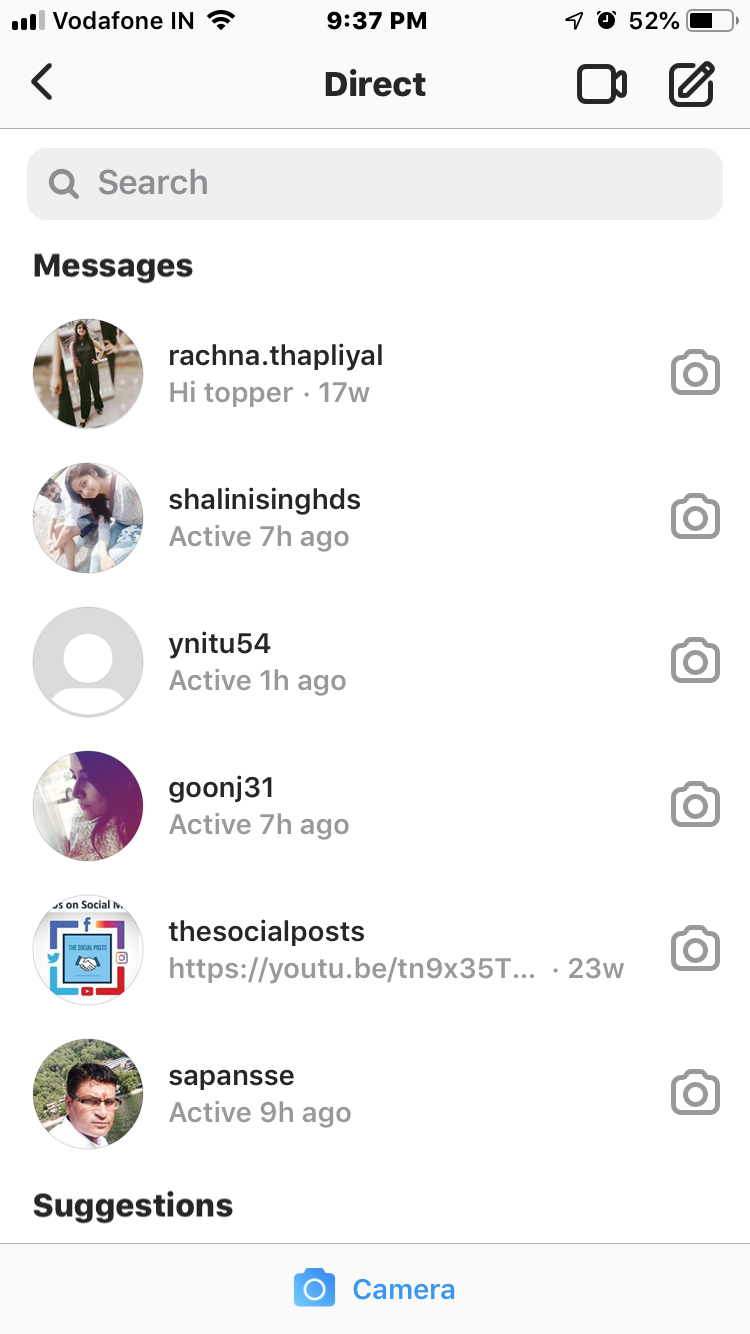 Vodafone IN 9:37 PM 52%
Direct
Search
Messages
rachna.thapliyal
Hi topper · 17w
shalinisinghds
Active 7h ago
ynitu54
Active 1h ago
goonj31
Active 7h ago
us on Social M
THE SOCIAL POSTS
thesocialposts
https://youtu.be/tn9x35T... · 23w
sapansse
Active 9h ago
Suggestions
Camera